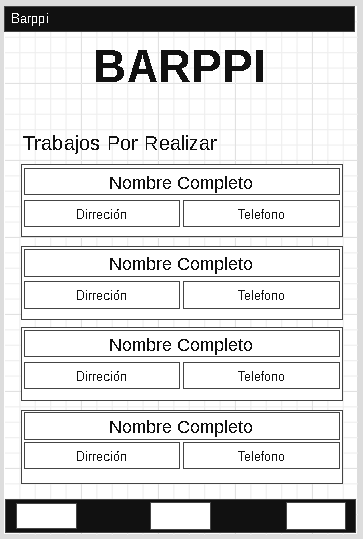 Barppi
BARPPI
Trabajos Por Realizar
Nombre Completo
Dirreción Telefono
Nombre Completo
Dirreción Telefono
Nombre Completo
Dirreción Telefono
Nombre Completo
Dirreción Telefono